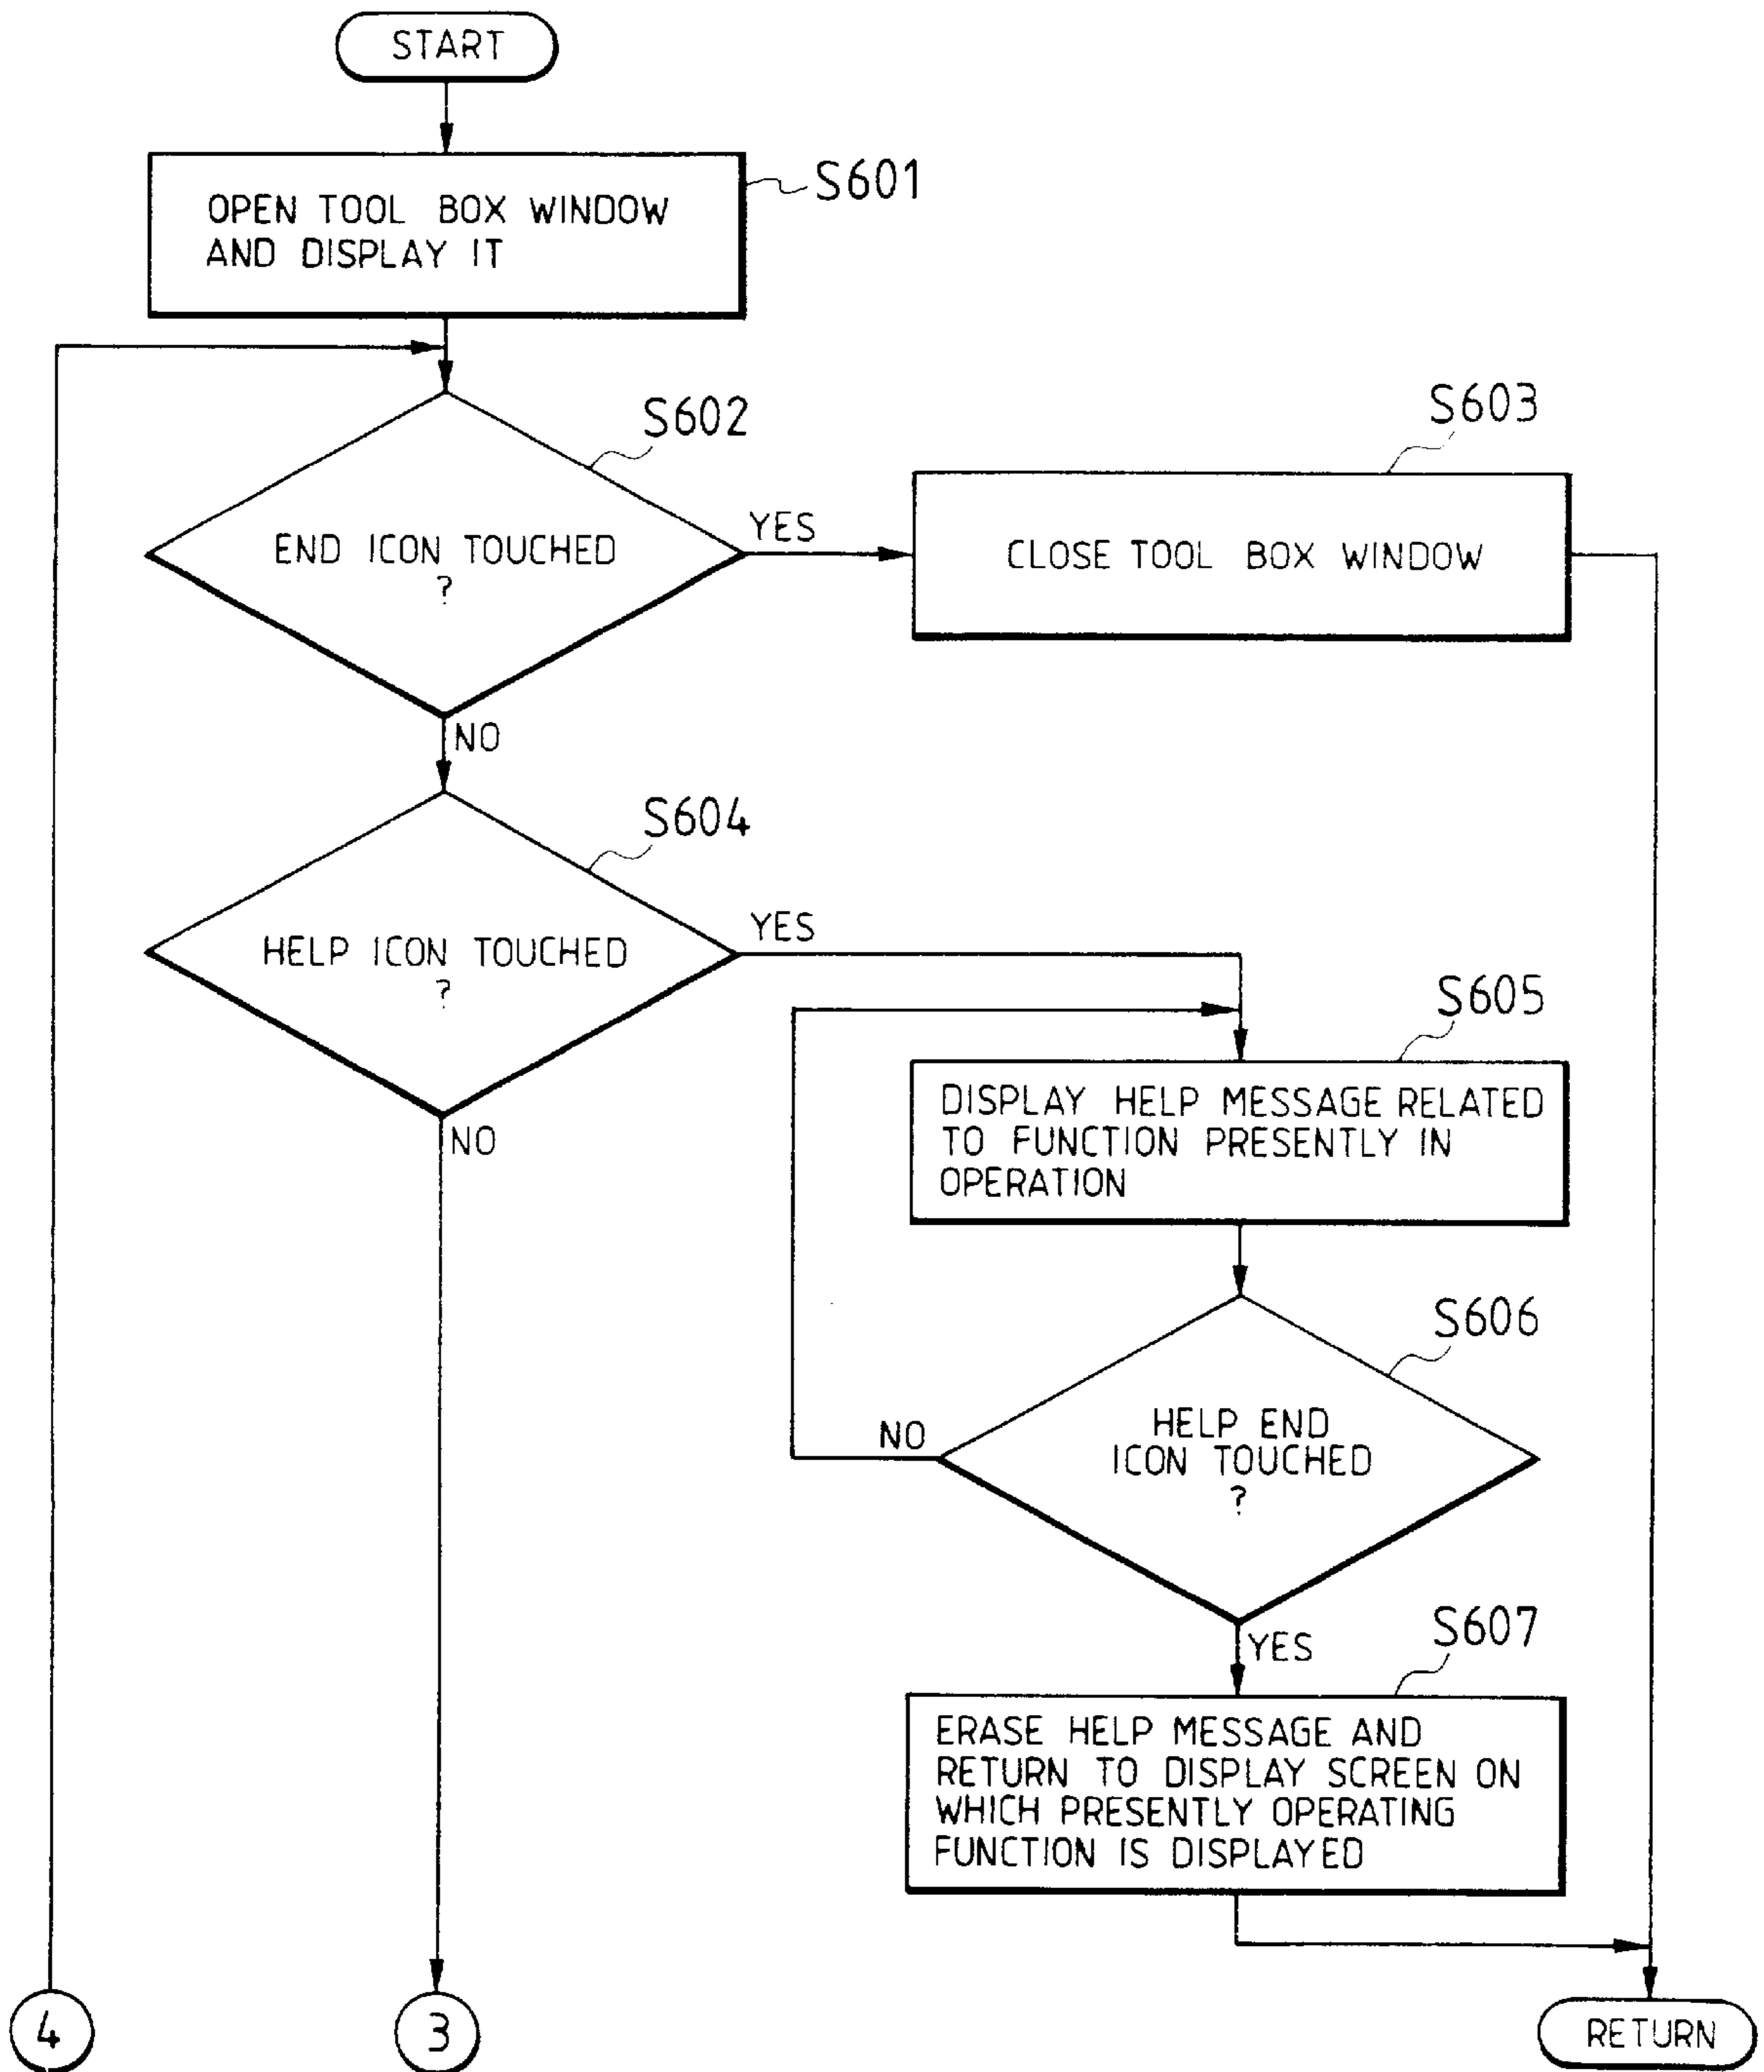 START
S601
OPEN TOOL BOX WINDOW
AND DISPLAY IT
S602
END ICON TOUCHED
?
YES
NO
S603
CLOSE TOOL BOX WINDOW
S604
HELP ICON TOUCHED
?
YES
NO
S605
DISPLAY HELP MESSAGE RELATED
TO FUNCTION PRESENTLY IN
OPERATION
S606
HELP END
ICON TOUCHED
?
NO
YES
S607
ERASE HELP MESSAGE AND
RETURN TO DISPLAY SCREEN ON
WHICH PRESENTLY OPERATING
FUNCTION IS DISPLAYED
4
3
RETURN